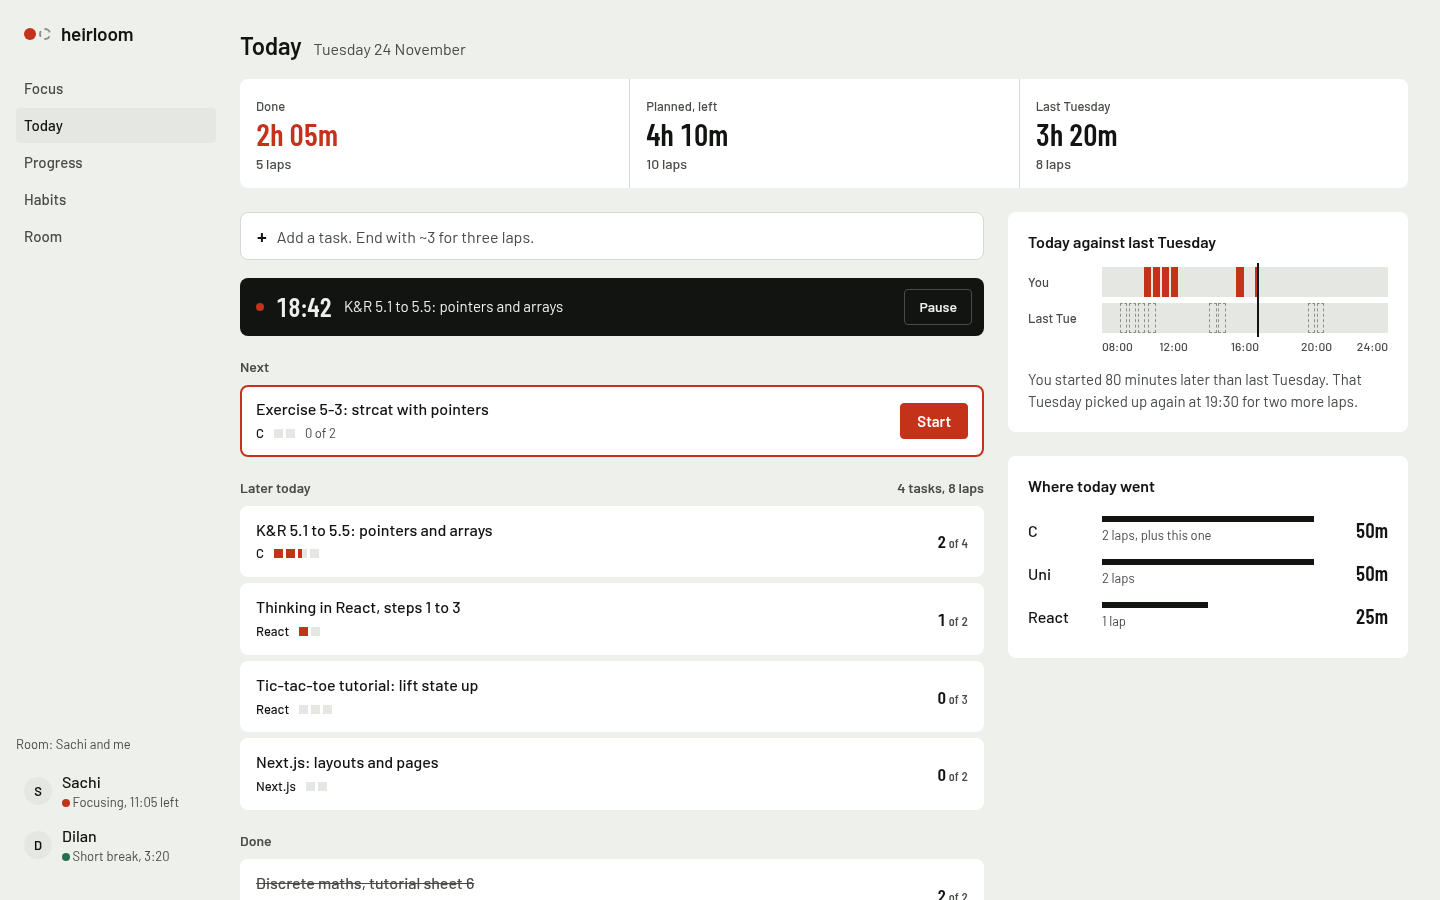 heirloom
Focus
Today
Progress
Habits
Room
Room: Sachi and me
S
Sachi
Focusing, 11:05 left
D
Dilan
Short break, 3:20
Today
Tuesday 24 November
Done
2h 05m
5 laps
Planned, left
4h 10m
10 laps
Last Tuesday
3h 20m
8 laps
+ Add a task. End with ~3 for three laps.
18:42 K&R 5.1 to 5.5: pointers and arrays
Pause
Next
Exercise 5-3: strcat with pointers
C 0 of 2
Start
Later today
4 tasks, 8 laps
K&R 5.1 to 5.5: pointers and arrays
C
2 of 4
Thinking in React, steps 1 to 3
React
1 of 2
Tic-tac-toe tutorial: lift state up
React
0 of 3
Next.js: layouts and pages
Next.js
0 of 2
Done
Discrete maths, tutorial sheet 6
2 of 2
Today against last Tuesday
You
Last Tue
08:00 12:00 16:00 20:00 24:00
You started 80 minutes later than last Tuesday. That
Tuesday picked up again at 19:30 for two more laps.
Where today went
C
2 laps, plus this one
50m
Uni
2 laps
50m
React
1 lap
25m